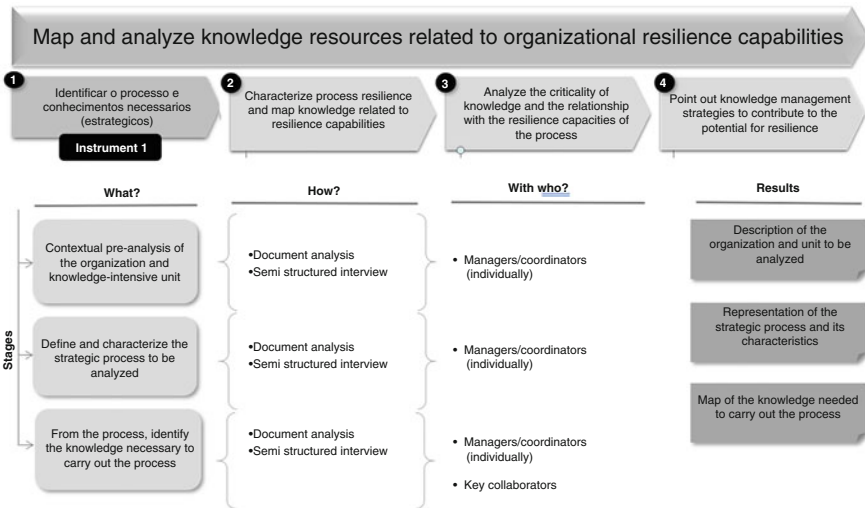 Map and analyze knowledge resources related to organizational resilience capabilities
1
Identificar o processo e
conhecimentos necessarios
(estrategicos)
Instrument 1
2
Characterize process resilience
and map knowledge related to
resilience capabilities
3
Analyze the criticality of
knowledge and the relationship
with the resilience capacities of
the process
4
Point out knowledge management
strategies to contribute to the
potential for resilience
What?
How?
With who?
Results
Stages
Contextual pre-analysis of
the organization and
knowledge-intensive unit
•Document analysis
•Semi structured interview
• Managers/coordinators
(individually)
Description of the
organization and unit to be
analyzed
Define and characterize the
strategic process to be
analyzed
•Document analysis
•Semi structured interview
• Managers/coordinators
(individually)
Representation of the
strategic process and its
characteristics
From the process, identify
the knowledge necessary to
carry out the process
•Document analysis
•Semi structured interview
• Managers/coordinators
(individually)
• Key collaborators
Map of the knowledge needed
to carry out the process